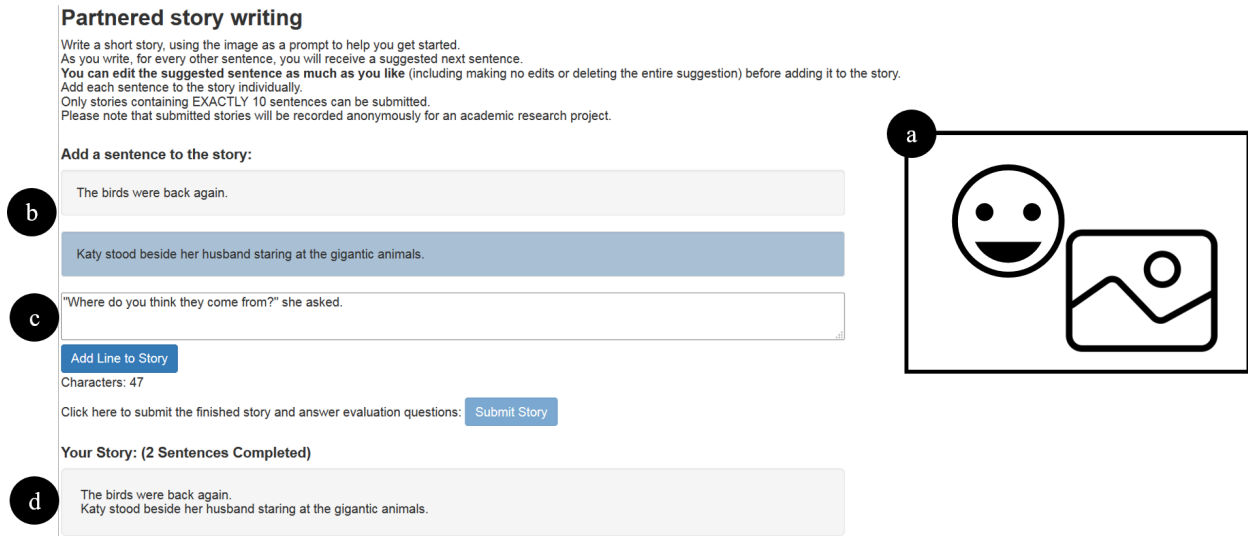 Partnered story writing
Write a short story, using the image as a prompt to help you get started.
As you write, for every other sentence, you will receive a suggested next sentence.
You can edit the suggested sentence as much as you like (including making no edits or deleting the entire suggestion) before adding it to the story.
Add each sentence to the story individually.
Only stories containing EXACTLY 10 sentences can be submitted.
Please note that submitted stories will be recorded anonymously for an academic research project.
a
Add a sentence to the story:
The birds were back again.
b
Katy stood beside her husband staring at the gigantic animals.
"Where do you think they come from?" she asked.
c
Add Line to Story
Characters: 47
Click here to submit the finished story and answer evaluation questions: Submit Story
Your Story: (2 Sentences Completed)
The birds were back again.
d
Katy stood beside her husband staring at the gigantic animals.